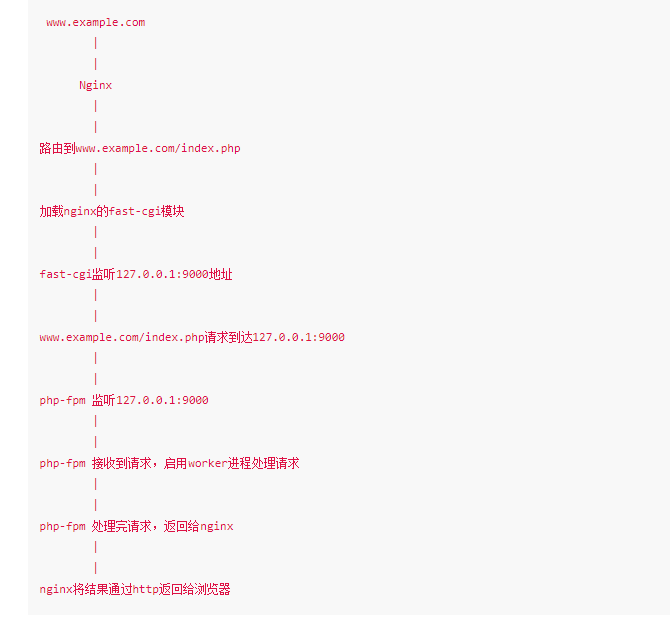 www.example.com
|
|
Nginx
|
|
路由到www.example.com/index.php
|
|
加载nginx的fast-cgi模块
|
|
fast-cgi监听127.0.0.1:9000地址
|
|
www.example.com/index.php请求到达127.0.0.1:9000
|
|
php-fpm 监听127.0.0.1:9000
|
|
php-fpm 接收到请求，启用worker进程处理请求
|
|
php-fpm 处理完请求，返回给nginx
|
|
nginx将结果通过http返回给浏览器